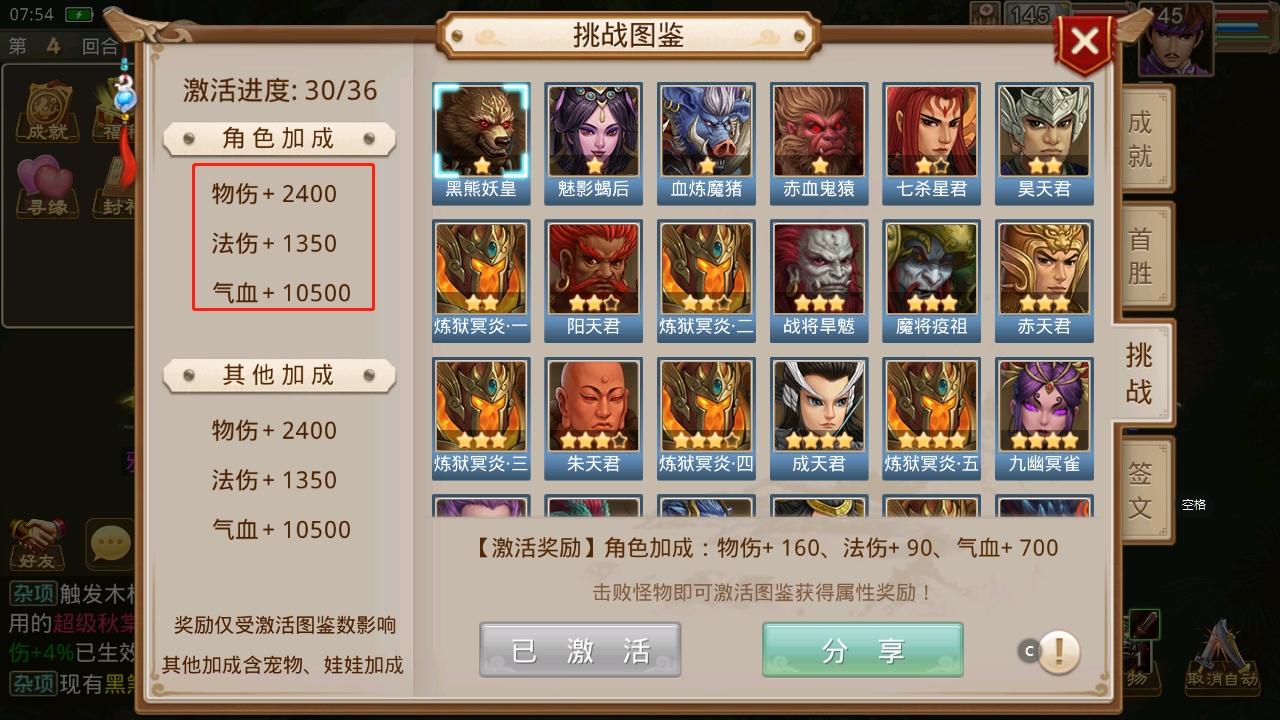 07:54
第 4 回合
145
45
挑战图鉴
成就
福
寻缘
封神
激活进度: 30/36
角色加成
物伤+ 2400
法伤+ 1350
气血+ 10500
其他加成
物伤+ 2400
法伤+ 1350
气血+ 10500
奖励仅受激活图鉴数影响
其他加成含宠物、娃娃加成
黑熊妖皇
魅影蝎后
血炼魔猪
赤血鬼猿
七杀星君
昊天君
炼狱冥炎·一
阳天君
炼狱冥炎·二
战将旱魃
魔将疫祖
赤天君
炼狱冥炎·三
朱天君
炼狱冥炎·四
成天君
炼狱冥炎·五
九幽冥雀
【激活奖励】角色加成：物伤+ 160、法伤+ 90、气血+ 700
击败怪物即可激活图鉴获得属性奖励！
已激活
分享
C
成就
首胜
挑战
签文
空格
好友
杂项 触发木
用的超级秋棠
伤+4%已生效
杂项 现有黑
物
取消自动